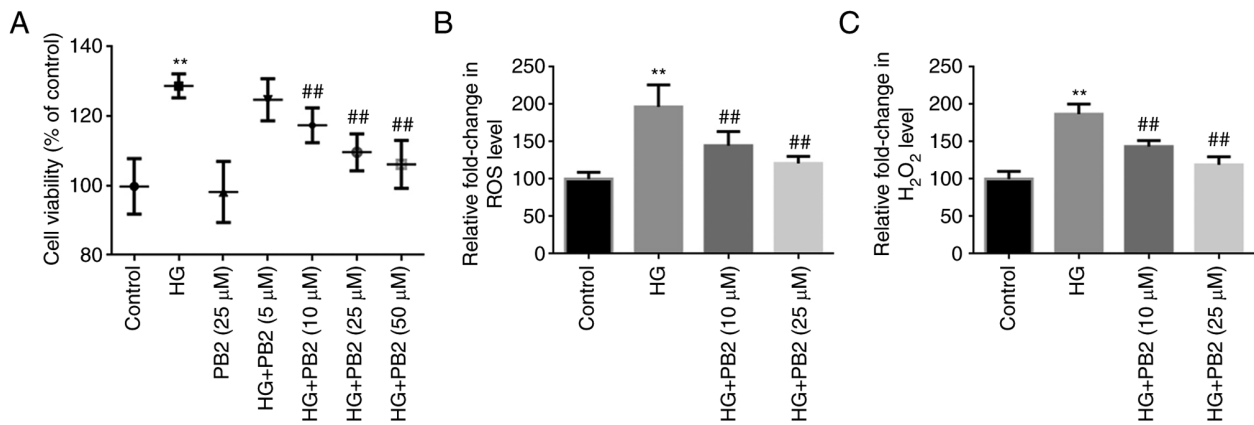 A
Cell viability (% of control)
140
120
100
80
**
##
##
##
Control
HG
PB2 (25 μM)
HG+PB2 (5 μM)
HG+PB2 (10 μM)
HG+PB2 (25 μM)
HG+PB2 (50 μM)
B
Relative fold-change in
ROS level
250
200
150
100
50
0
**
##
##
Control
HG
HG+PB2 (10 μM)
HG+PB2 (25 μM)
C
Relative fold-change in
H₂O₂ level
250
200
150
100
50
0
**
##
##
Control
HG
HG+PB2 (10 μM)
HG+PB2 (25 μM)